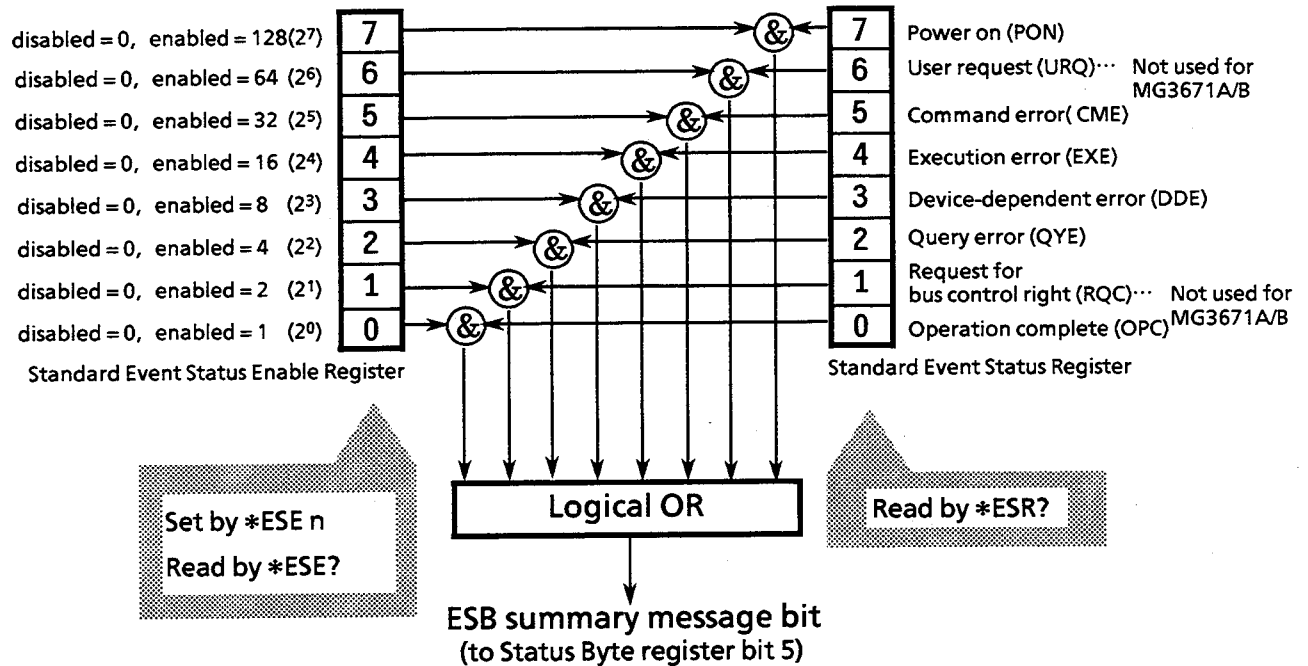 disabled = 0, enabled = 128(2⁷) 7 & 7 Power on (PON)
disabled = 0, enabled = 64 (2⁶) 6 & 6 User request (URQ)··· Not used for
MG3671A/B
disabled = 0, enabled = 32 (2⁵) 5 & 5 Command error( CME)
disabled = 0, enabled = 16 (2⁴) 4 & 4 Execution error (EXE)
disabled = 0, enabled = 8 (2³) 3 & 3 Device-dependent error (DDE)
disabled = 0, enabled = 4 (2²) 2 & 2 Query error (QYE)
disabled = 0, enabled = 2 (2¹) 1 & 1 Request for
bus control right (RQC)··· Not used for
MG3671A/B
disabled = 0, enabled = 1 (2⁰) 0 & 0 Operation complete (OPC)
Standard Event Status Enable Register
Standard Event Status Register
Set by *ESE n
Read by *ESE?
Logical OR
Read by *ESR?
ESB summary message bit
(to Status Byte register bit 5)